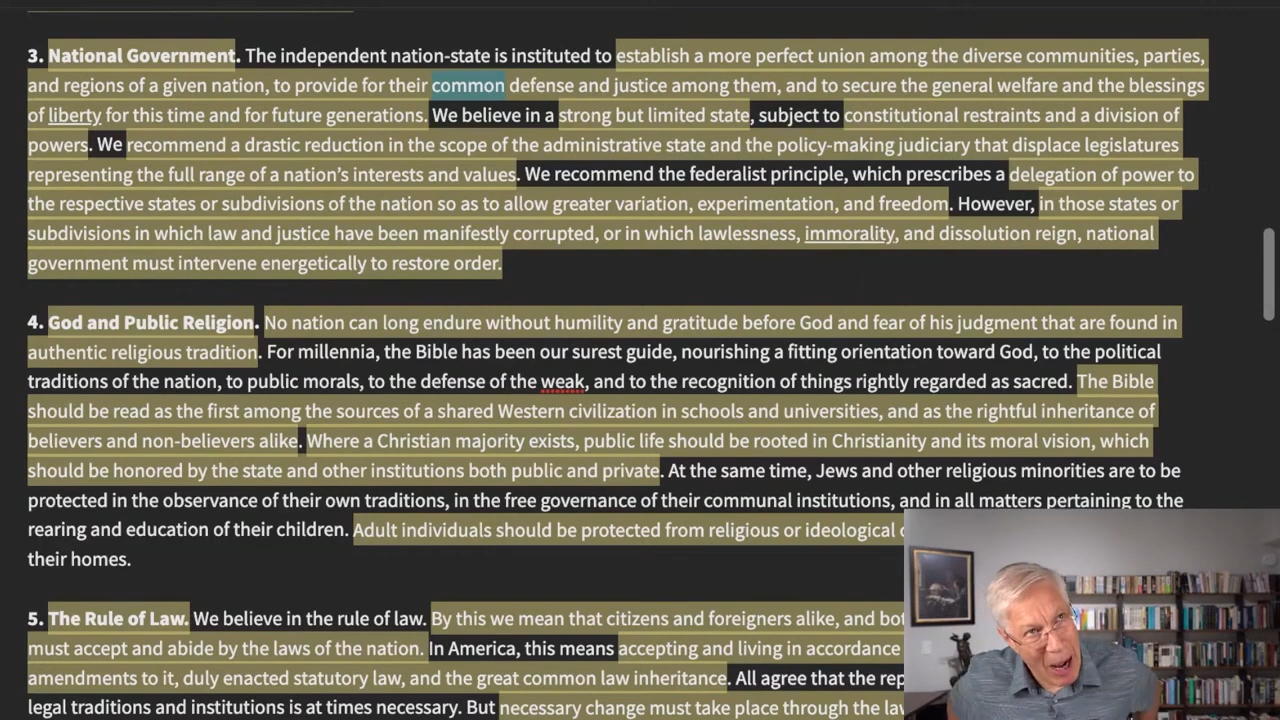 3. National Government. The independent nation-state is instituted to establish a more perfect union among the diverse communities, parties,
and regions of a given nation, to provide for their common defense and justice among them, and to secure the general welfare and the blessings
of liberty for this time and for future generations. We believe in a strong but limited state, subject to constitutional restraints and a division of
powers. We recommend a drastic reduction in the scope of the administrative state and the policy-making judiciary that displace legislatures
representing the full range of a nation’s interests and values. We recommend the federalist principle, which prescribes a delegation of power to
the respective states or subdivisions of the nation so as to allow greater variation, experimentation, and freedom. However, in those states or
subdivisions in which law and justice have been manifestly corrupted, or in which lawlessness, immorality, and dissolution reign, national
government must intervene energetically to restore order.
4. God and Public Religion. No nation can long endure without humility and gratitude before God and fear of his judgment that are found in
authentic religious tradition. For millennia, the Bible has been our surest guide, nourishing a fitting orientation toward God, to the political
traditions of the nation, to public morals, to the defense of the weak, and to the recognition of things rightly regarded as sacred. The Bible
should be read as the first among the sources of a shared Western civilization in schools and universities, and as the rightful inheritance of
believers and non-believers alike. Where a Christian majority exists, public life should be rooted in Christianity and its moral vision, which
should be honored by the state and other institutions both public and private. At the same time, Jews and other religious minorities are to be
protected in the observance of their own traditions, in the free governance of their communal institutions, and in all matters pertaining to the
rearing and education of their children. Adult individuals should be protected from religious or ideological
their homes.
5. The Rule of Law. We believe in the rule of law. By this we mean that citizens and foreigners alike, and
must accept and abide by the laws of the nation. In America, this means accepting and living in accordance
amendments to it, duly enacted statutory law, and the great common law inheritance. All agree that the
legal traditions and institutions is at times necessary. But necessary change must take place through the